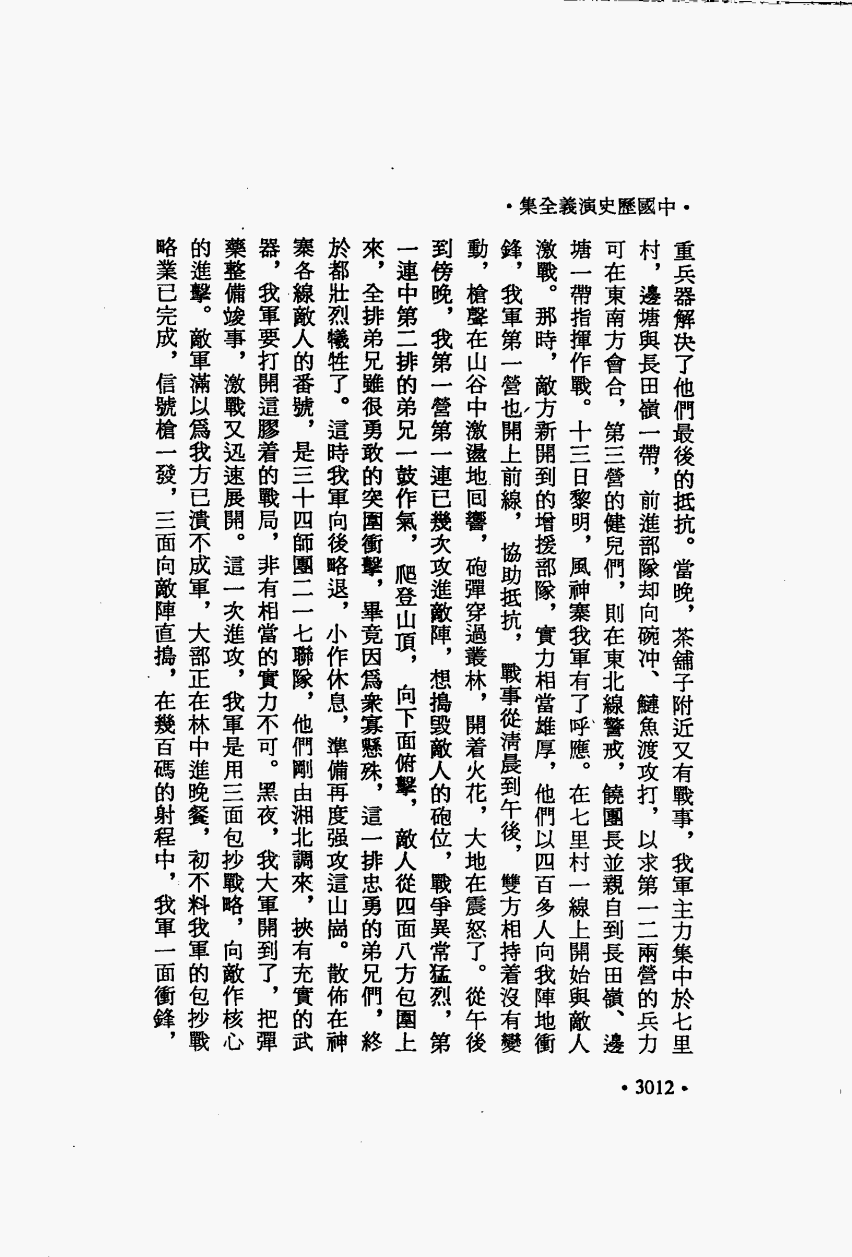 ·中國歷史演義全集·
重兵器解決了他們最後的抵抗。當晚，茶舖子附近又有戰事，我軍主力集中於七里
村，邊塘與長田嶺一帶，前進部隊却向碗冲、鰱魚渡攻打，以求第一二兩營的兵力
可在東南方會合，第三營的健兒們，則在東北線警戒，饒團長並親自到長田嶺、邊
塘一帶指揮作戰。十三日黎明，風神寨我軍有了呼應。在七里村一線上開始與敵人
激戰。那時，敵方新開到的增援部隊，實力相當雄厚，他們以四百多人向我陣地衝
鋒，我軍第一營也開上前線，協助抵抗，戰事從淸晨到午後，雙方相持着沒有變
動，槍聲在山谷中激盪地回響，砲彈穿過叢林，開着火花，大地在震怒了。從午後
到傍晚，我第一營第一連已幾次攻進敵陣，想搗毀敵人的砲位，戰爭異常猛烈，第
一連中第二排的弟兄一鼓作氣，爬登山頂，向下面俯擊，敵人從四面八方包圍上
來，全排弟兄雖很勇敢的突圍衝擊，畢竟因爲衆寡懸殊，這一排忠勇的弟兄們，終
於都壯烈犧牲了。這時我軍向後略退，小作休息，準備再度强攻這山崗。散佈在神
寨各線敵人的番號，是三十四師團二一七聯隊，他們剛由湘北調來，挾有充實的武
器，我軍要打開這膠着的戰局，非有相當的實力不可。黑夜，我大軍開到了，把彈
藥整備竣事，激戰又迅速展開。這一次進攻，我軍是用三面包抄戰略，向敵作核心
的進擊。敵軍滿以爲我方已潰不成軍，大部正在林中進晚餐，初不料我軍的包抄戰
略業已完成，信號槍一發，三面向敵陣直搗，在幾百碼的射程中，我軍一面衝鋒，
·3012·